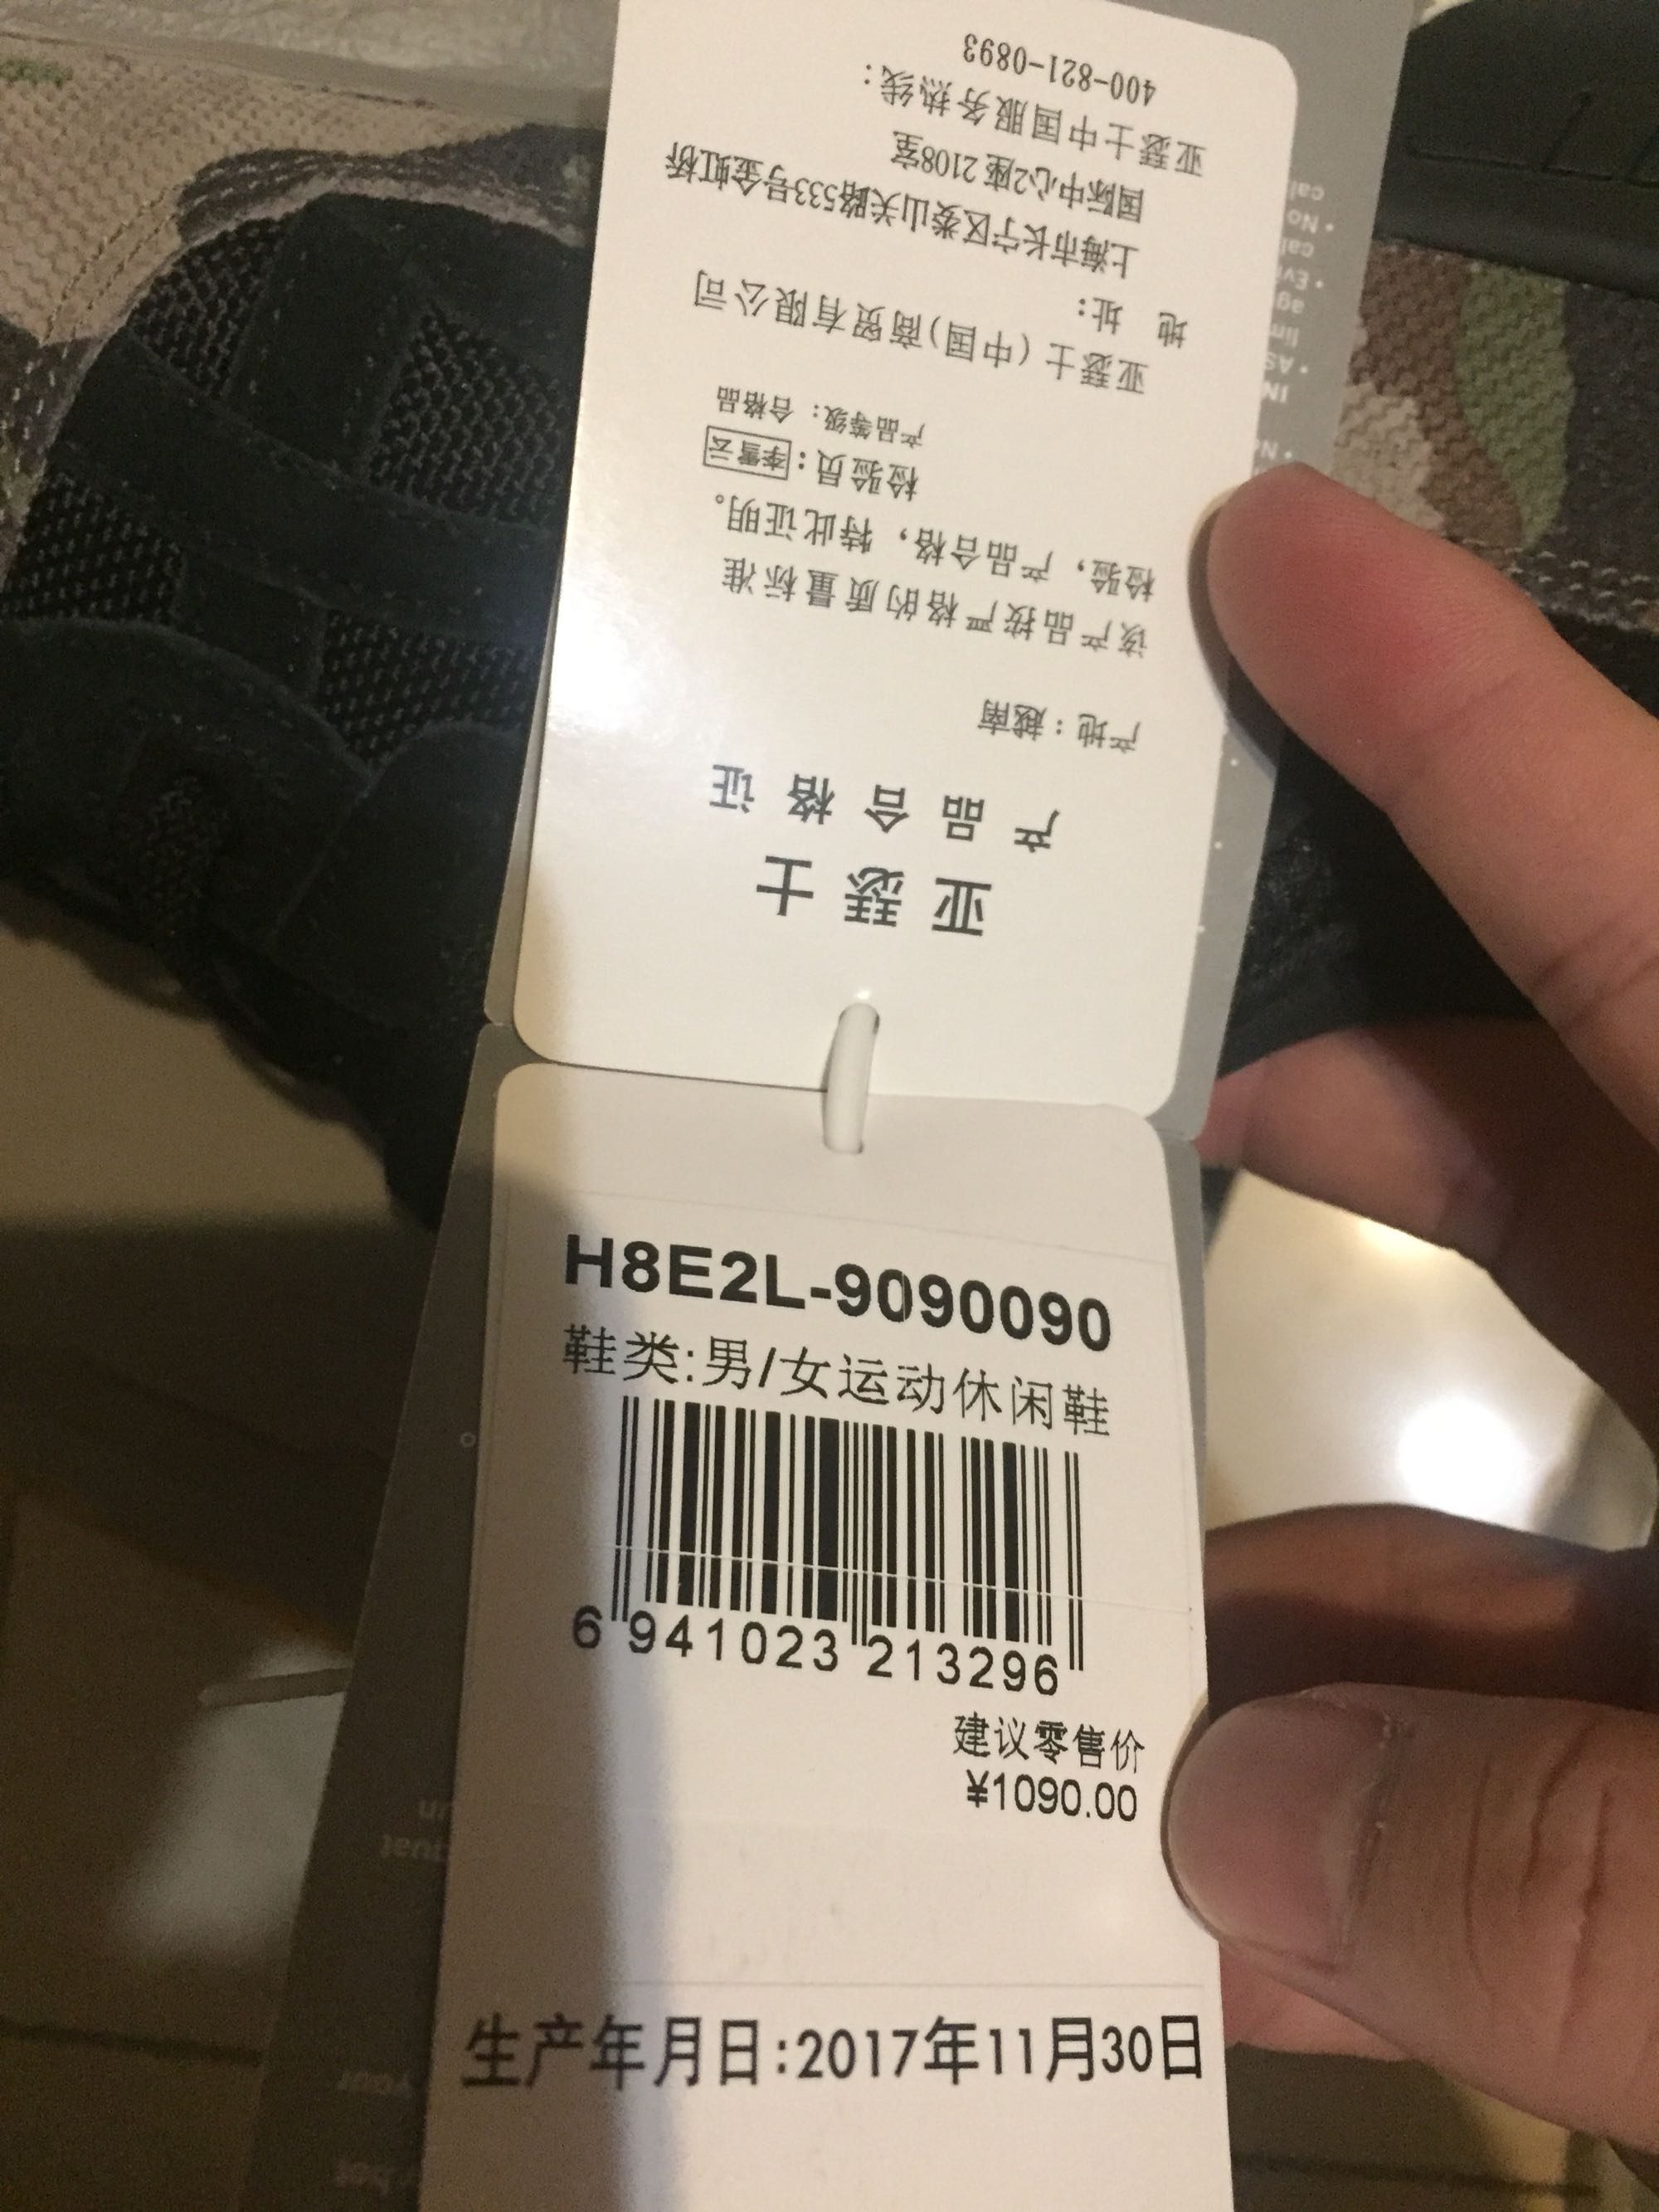 亚瑟士
产品合格证
产地：越南
该产品按严格的质量标准
检验，产品合格，特此证明。
检验员：李雪云
产品等级：合格品
亚瑟士（中国）商贸有限公司
地 址：
上海市长宁区娄山关路533号金虹桥
国际中心2座 2108室
亚瑟士中国服务热线：
400-821-0893
H8E2L-9090090
鞋类:男/女运动休闲鞋
6 941023 213296
建议零售价
¥1090.00
生产年月日:2017年11月30日